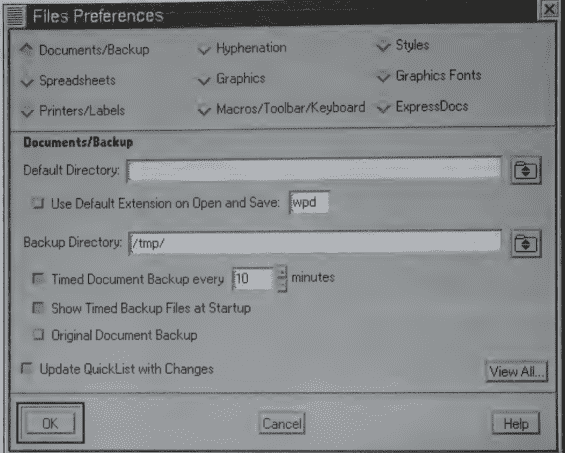 Files Preferences
Documents/Backup Hyphenation Styles
Spreadsheets Graphics Graphics Fonts
Printers/Labels Macros/Toolbar/Keyboard ExpressDocs
Documents/Backup
Default Directory:
Use Default Extension on Open and Save: wpd
Backup Directory: /tmp/
Timed Document Backup every 10 minutes
Show Timed Backup Files at Startup
Original Document Backup
Update QuickList with Changes
View All...
OK Cancel Help